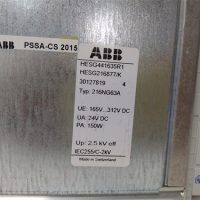 ABB PSSA-CS 2015
ABB
HESG441635R1
HESG216877/K
30127819 4
Typ: 216NG63A
UE: 165V...312V DC
UA: 24V DC
PA: 150W
Up: 2.5 kV eff
IEC255/C-2kV
Made in Switzerland